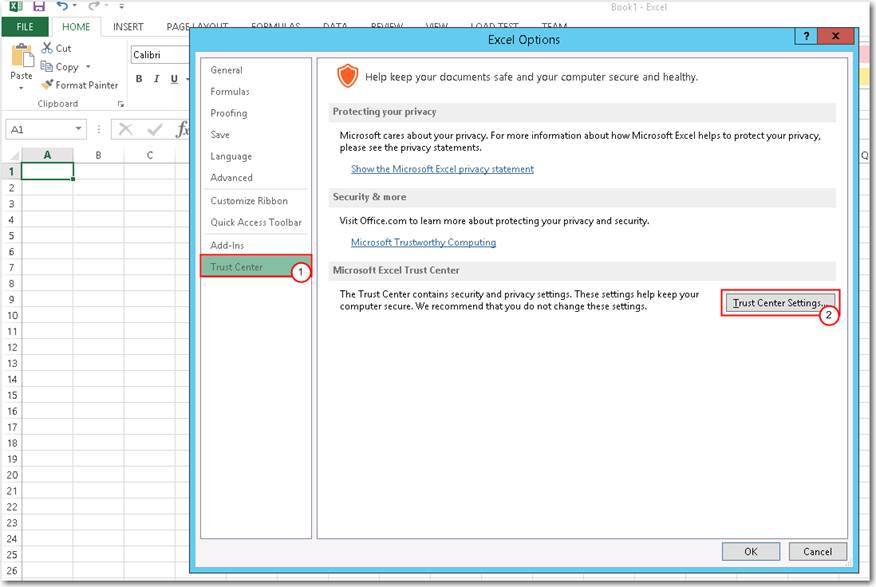 Book1 - Excel
FILE
HOME
INSERT
PAGE LAYOUT
FORMULAS
DATA
REVIEW
VIEW
LOAD TEST
TEAM
Paste
Cut
Copy
Format Painter
Clipboard
Calibri
B I U
A1
fx
A B C
Q
1
2
3
4
5
6
7
8
9
10
11
12
13
14
15
16
17
18
19
20
21
22
23
24
25
26
Excel Options
?
General
Formulas
Proofing
Save
Language
Advanced
Customize Ribbon
Quick Access Toolbar
Add-Ins
Trust Center
1
Help keep your documents safe and your computer secure and healthy.
Protecting your privacy
Microsoft cares about your privacy. For more information about how Microsoft Excel helps to protect your privacy,
please see the privacy statements.
Show the Microsoft Excel privacy statement
Security & more
Visit Office.com to learn more about protecting your privacy and security.
Microsoft Trustworthy Computing
Microsoft Excel Trust Center
The Trust Center contains security and privacy settings. These settings help keep your
computer secure. We recommend that you do not change these settings.
Trust Center Settings...
2
OK
Cancel